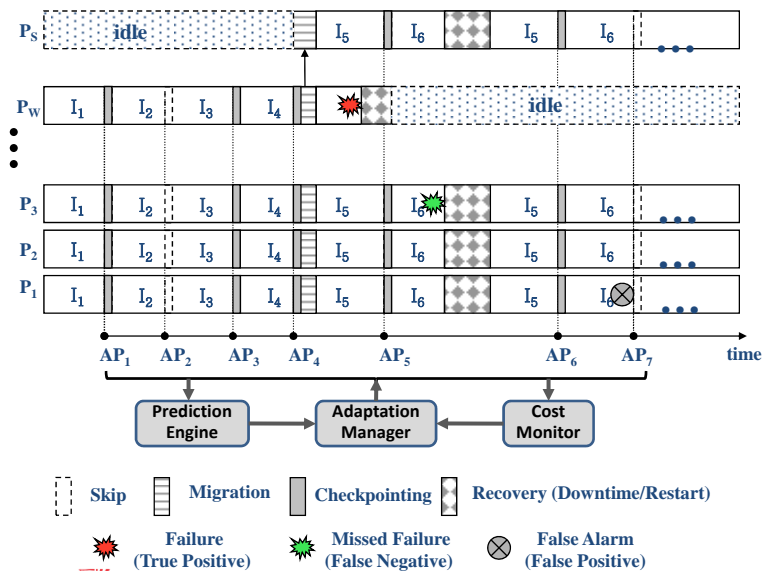 P_S idle I_5 I_6 I_5 I_6
P_W I_1 I_2 I_3 I_4 idle
P_3 I_1 I_2 I_3 I_4 I_5 I_6 I_5 I_6
P_2 I_1 I_2 I_3 I_4 I_5 I_6 I_5 I_6
P_1 I_1 I_2 I_3 I_4 I_5 I_6 I_5 I_6
AP_1 AP_2 AP_3 AP_4 AP_5 AP_6 AP_7 time
Prediction
Engine
Adaptation
Manager
Cost
Monitor
Skip Migration Checkpointing Recovery (Downtime/Restart)
Failure
(True Positive)
Missed Failure
(False Negative)
False Alarm
(False Positive)